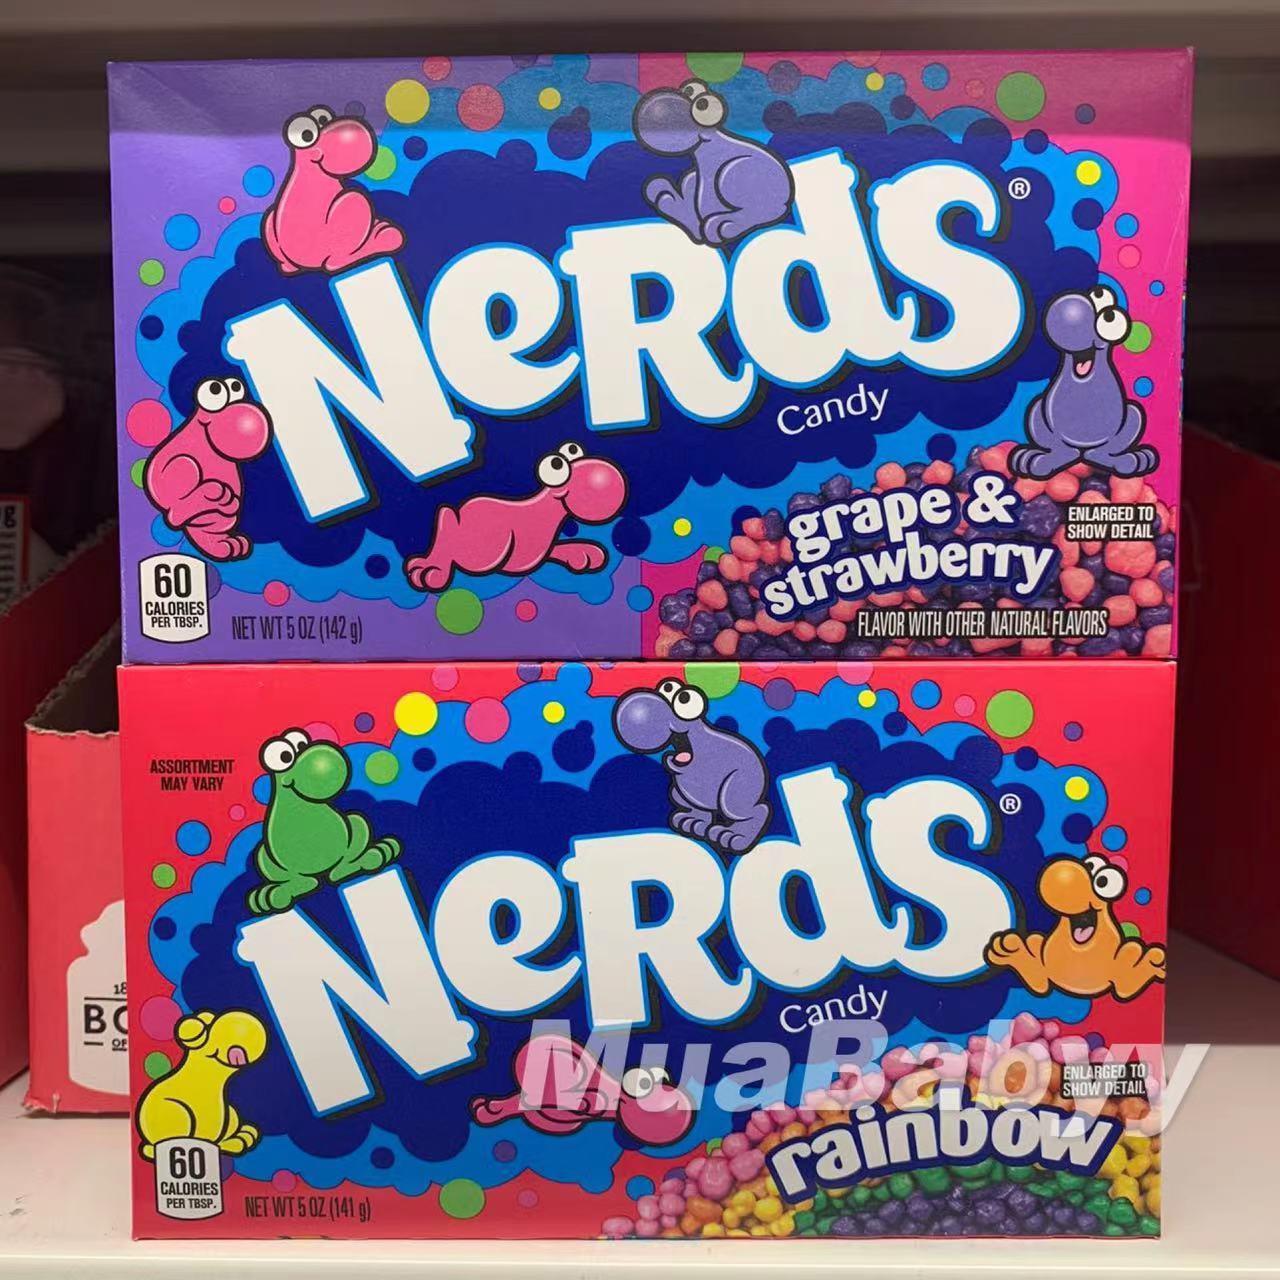 NeRdS®
Candy
grape &
strawberry
ENLARGED TO
SHOW DETAIL
FLAVOR WITH OTHER NATURAL FLAVORS
60
CALORIES
PER TBSP.
NET WT 5 OZ (142 g)
ASSORTMENT
MAY VARY
NeRdS®
Candy
MuaBabyy
ENLARGED TO
SHOW DETAIL
rainbow
60
CALORIES
PER TBSP.
NET WT 5 OZ (141 g)